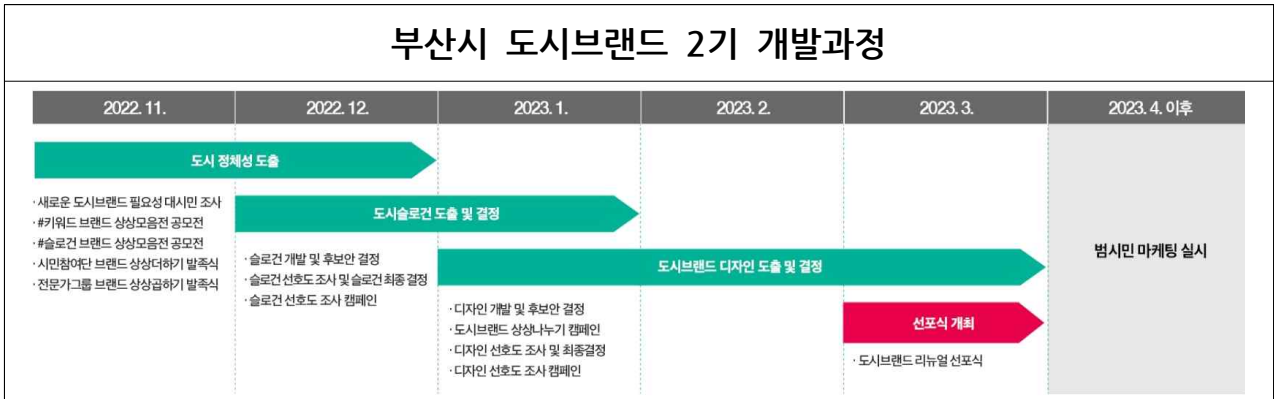 부산시 도시브랜드 2기 개발과정
2022. 11.
2022. 12.
2023. 1.
2023. 2.
2023. 3.
2023. 4. 이후
도시 정체성 도출
· 새로운 도시브랜드 필요성 대시민 조사
· #키워드 브랜드 상상모음전 공모전
· #슬로건 브랜드 상상모음전 공모전
· 시민참여단 브랜드 상상더하기 발족식
· 전문가그룹 브랜드 상상곱하기 발족식
도시슬로건 도출 및 결정
· 슬로건 개발 및 후보안 결정
· 슬로건 선호도 조사 및 슬로건 최종 결정
· 슬로건 선호도 조사 캠페인
도시브랜드 디자인 도출 및 결정
· 디자인 개발 및 후보안 결정
· 도시브랜드 상상나누기 캠페인
· 디자인 선호도 조사 및 최종결정
· 디자인 선호도 조사 캠페인
선포식 개최
· 도시브랜드 리뉴얼 선포식
범시민 마케팅 실시